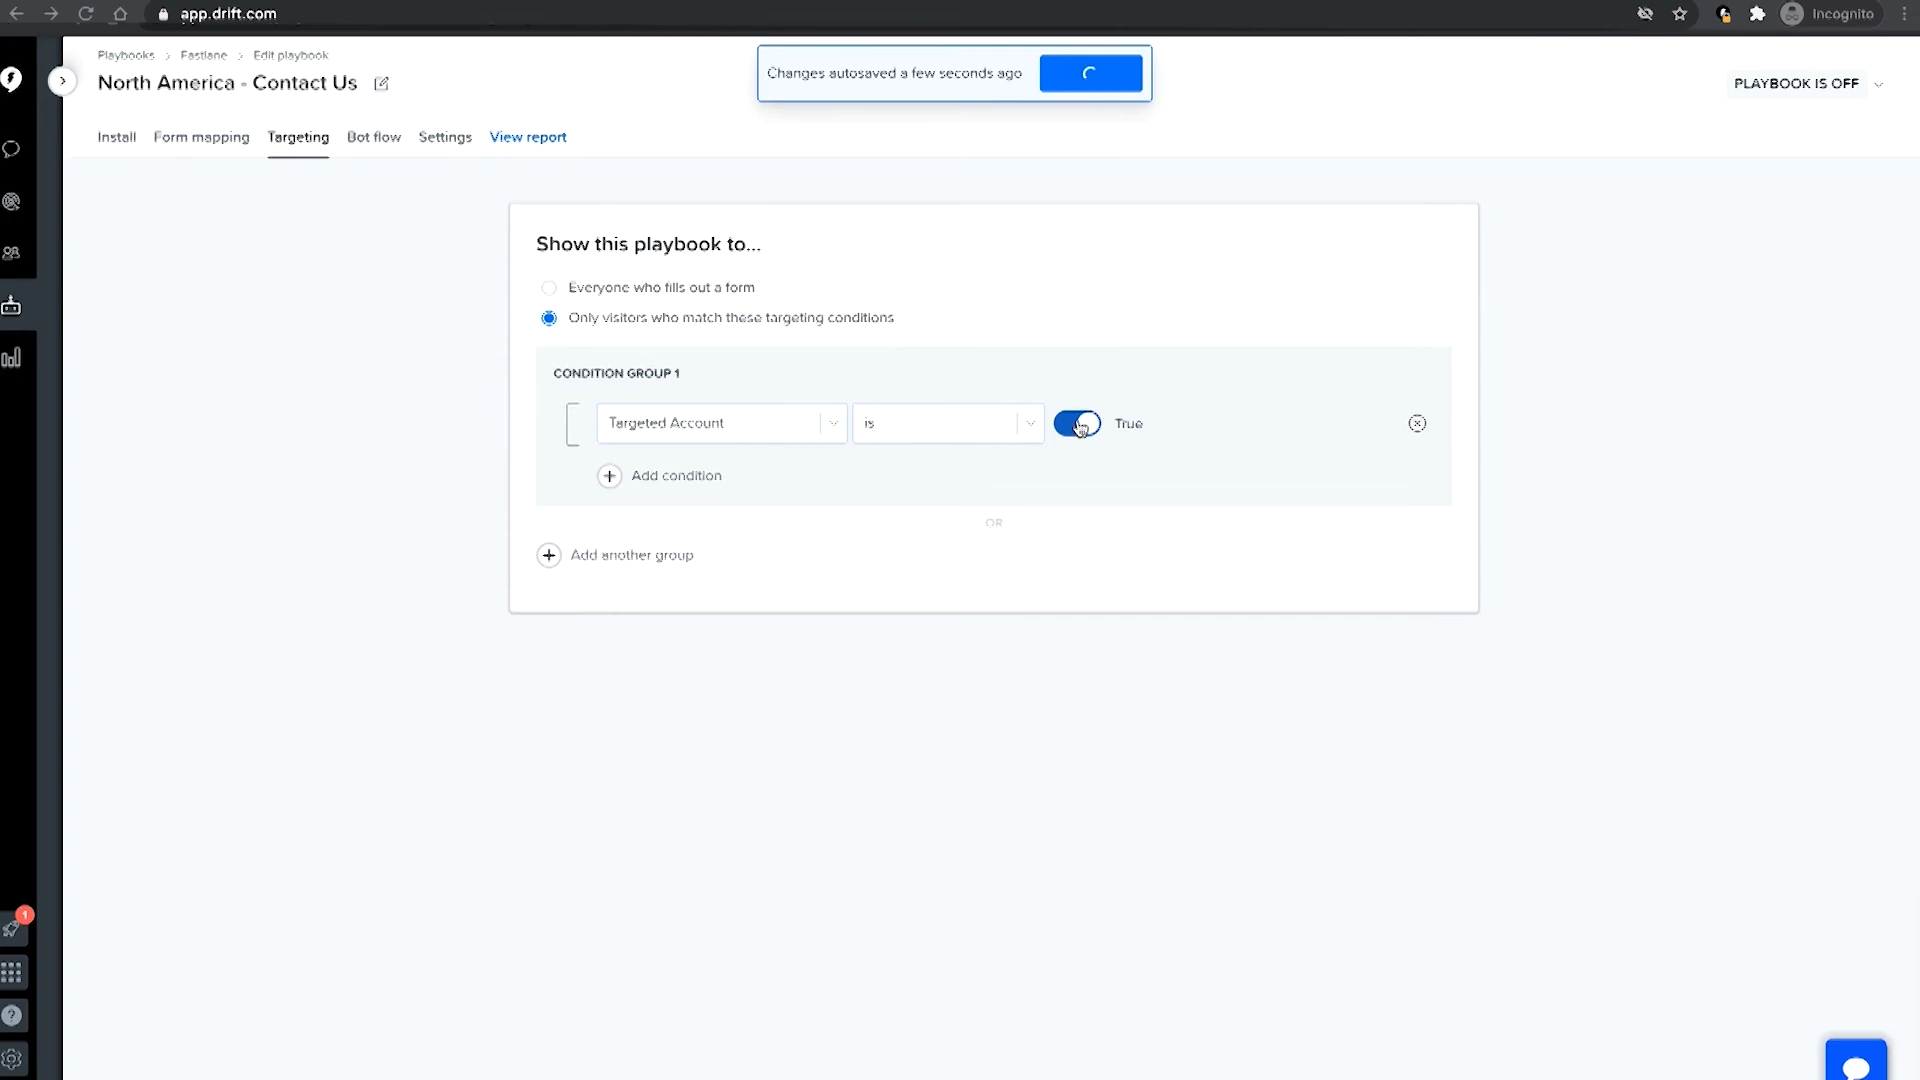 app.drift.com
Incognito
Playbooks > Fastlane > Edit playbook
North America - Contact Us
Changes autosaved a few seconds ago
PLAYBOOK IS OFF
Install Form mapping Targeting Bot flow Settings View report
Show this playbook to...
Everyone who fills out a form
Only visitors who match these targeting conditions
CONDITION GROUP 1
Targeted Account is True
+ Add condition
OR
+ Add another group
1
?